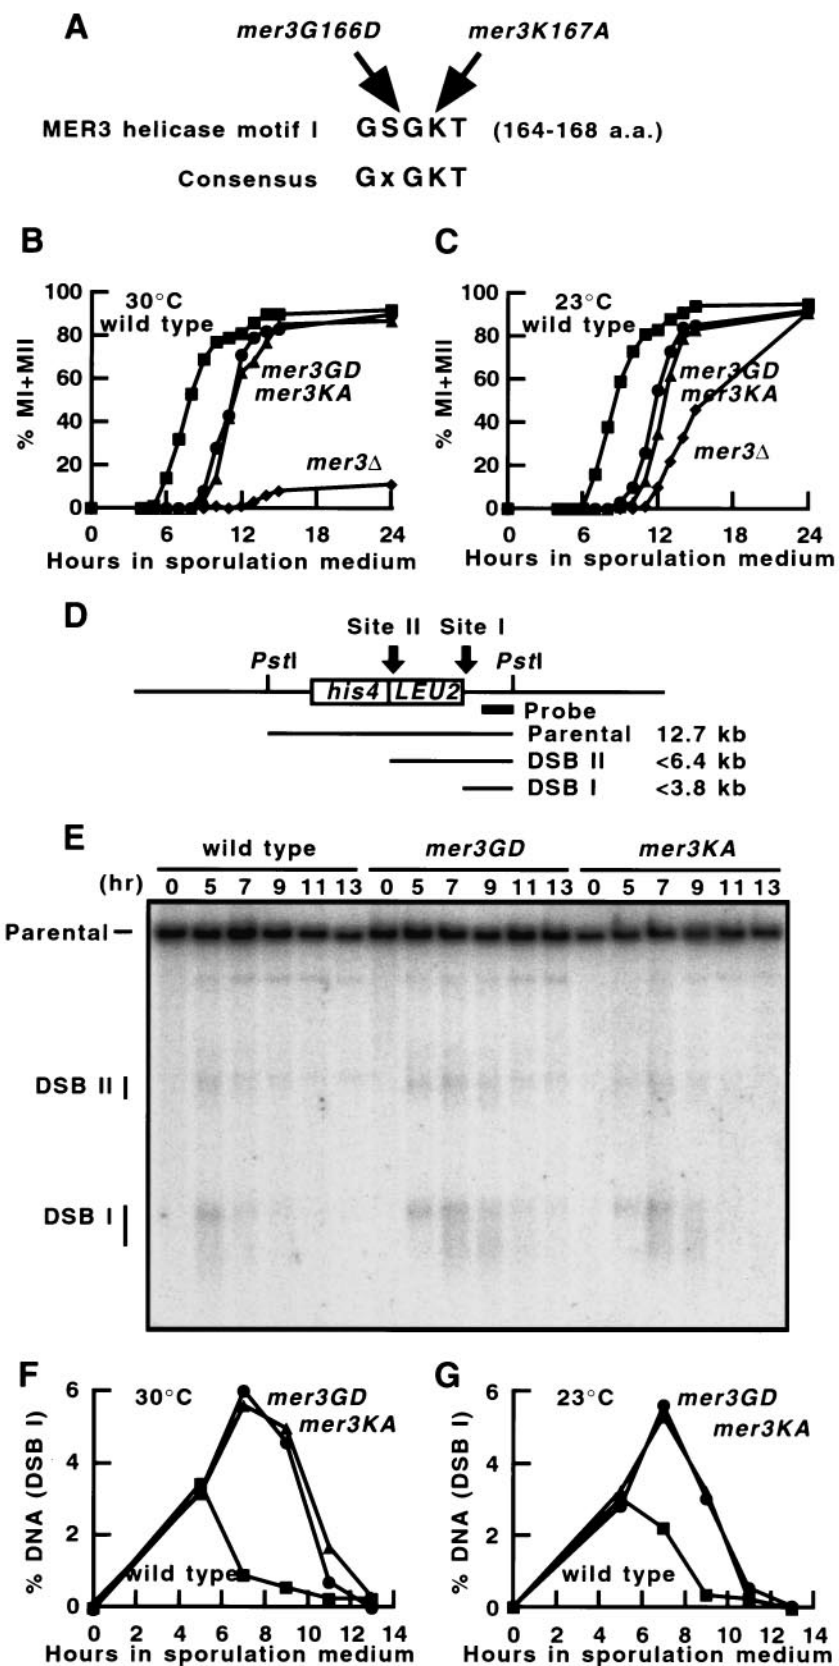 A
mer3G166D mer3K167A
MER3 helicase motif I GSGKT (164-168 a.a.)
Consensus GxGKT
B
100
80
60
40
20
0
% MI+MII
30°C
wild type
mer3GD
mer3KA
mer3Δ
0 6 12 18 24
Hours in sporulation medium
C
100
80
60
40
20
0
% MI+MII
23°C
wild type
mer3GD
mer3KA
mer3Δ
0 6 12 18 24
Hours in sporulation medium
D
Site II Site I
PstI PstI
his4 LEU2
Probe
Parental 12.7 kb
DSB II <6.4 kb
DSB I <3.8 kb
E
wild type mer3GD mer3KA
(hr) 0 5 7 9 11 13 0 5 7 9 11 13 0 5 7 9 11 13
Parental
DSB II
DSB I
F
6
4
2
0
% DNA (DSB I)
30°C
mer3GD
mer3KA
wild type
0 2 4 6 8 10 12 14
Hours in sporulation medium
G
6
4
2
0
% DNA (DSB I)
23°C
mer3GD
mer3KA
wild type
0 2 4 6 8 10 12 14
Hours in sporulation medium